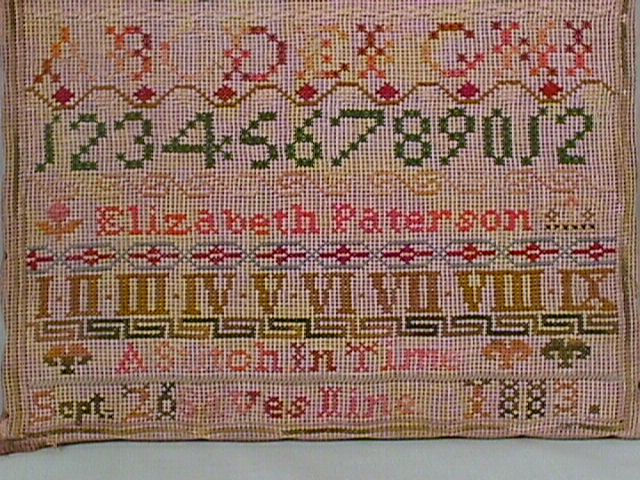 A B C D E F G H I
1 2 3 4 5 6 7 8 9 0 1 2
Elizabeth Paterson
I · II · III · IV · V · VI · VII · VIII · IX
A Stitch In Time
Sept. 26 Saves Nine 1883.